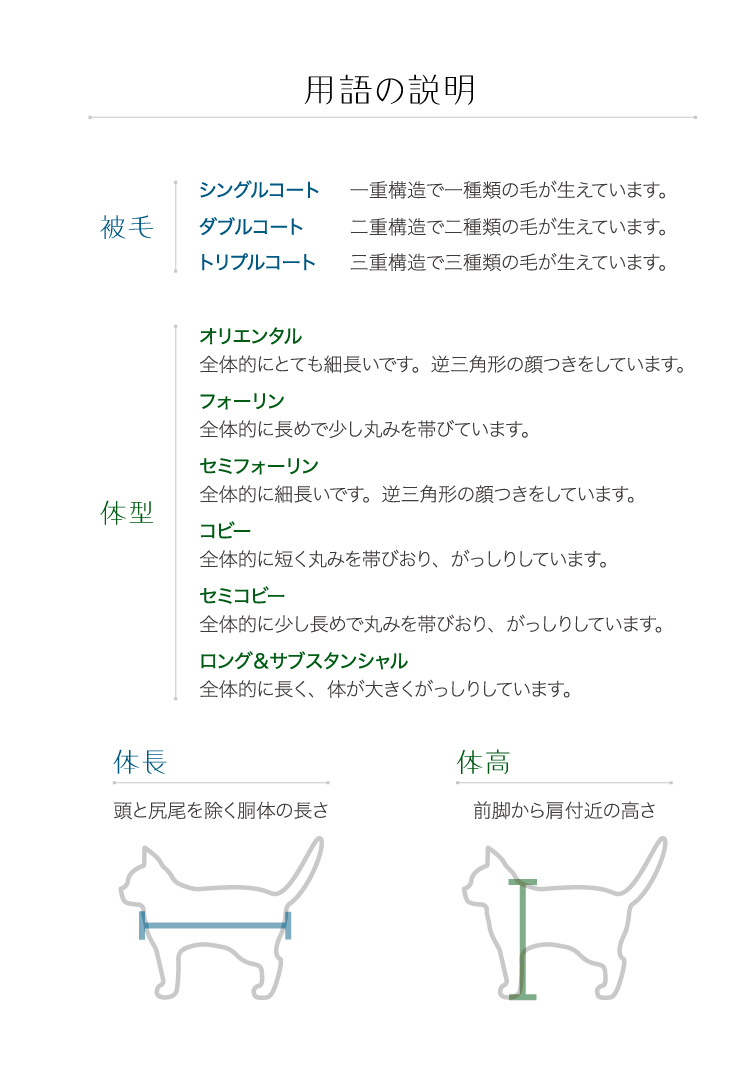 用語の説明
被毛
シングルコート 一重構造で一種類の毛が生えています。
ダブルコート 二重構造で二種類の毛が生えています。
トリプルコート 三重構造で三種類の毛が生えています。
体型
オリエンタル
全体的にとても細長いです。逆三角形の顔つきをしています。
フォーリン
全体的に長めで少し丸みを帯びています。
セミフォーリン
全体的に細長いです。逆三角形の顔つきをしています。
コビー
全体的に短く丸みを帯びおり、がっしりしています。
セミコビー
全体的に少し長めで丸みを帯びおり、がっしりしています。
ロング&サブスタンシャル
全体的に長く、体が大きくがっしりしています。
体長
頭と尻尾を除く胴体の長さ
体高
前脚から肩付近の高さ